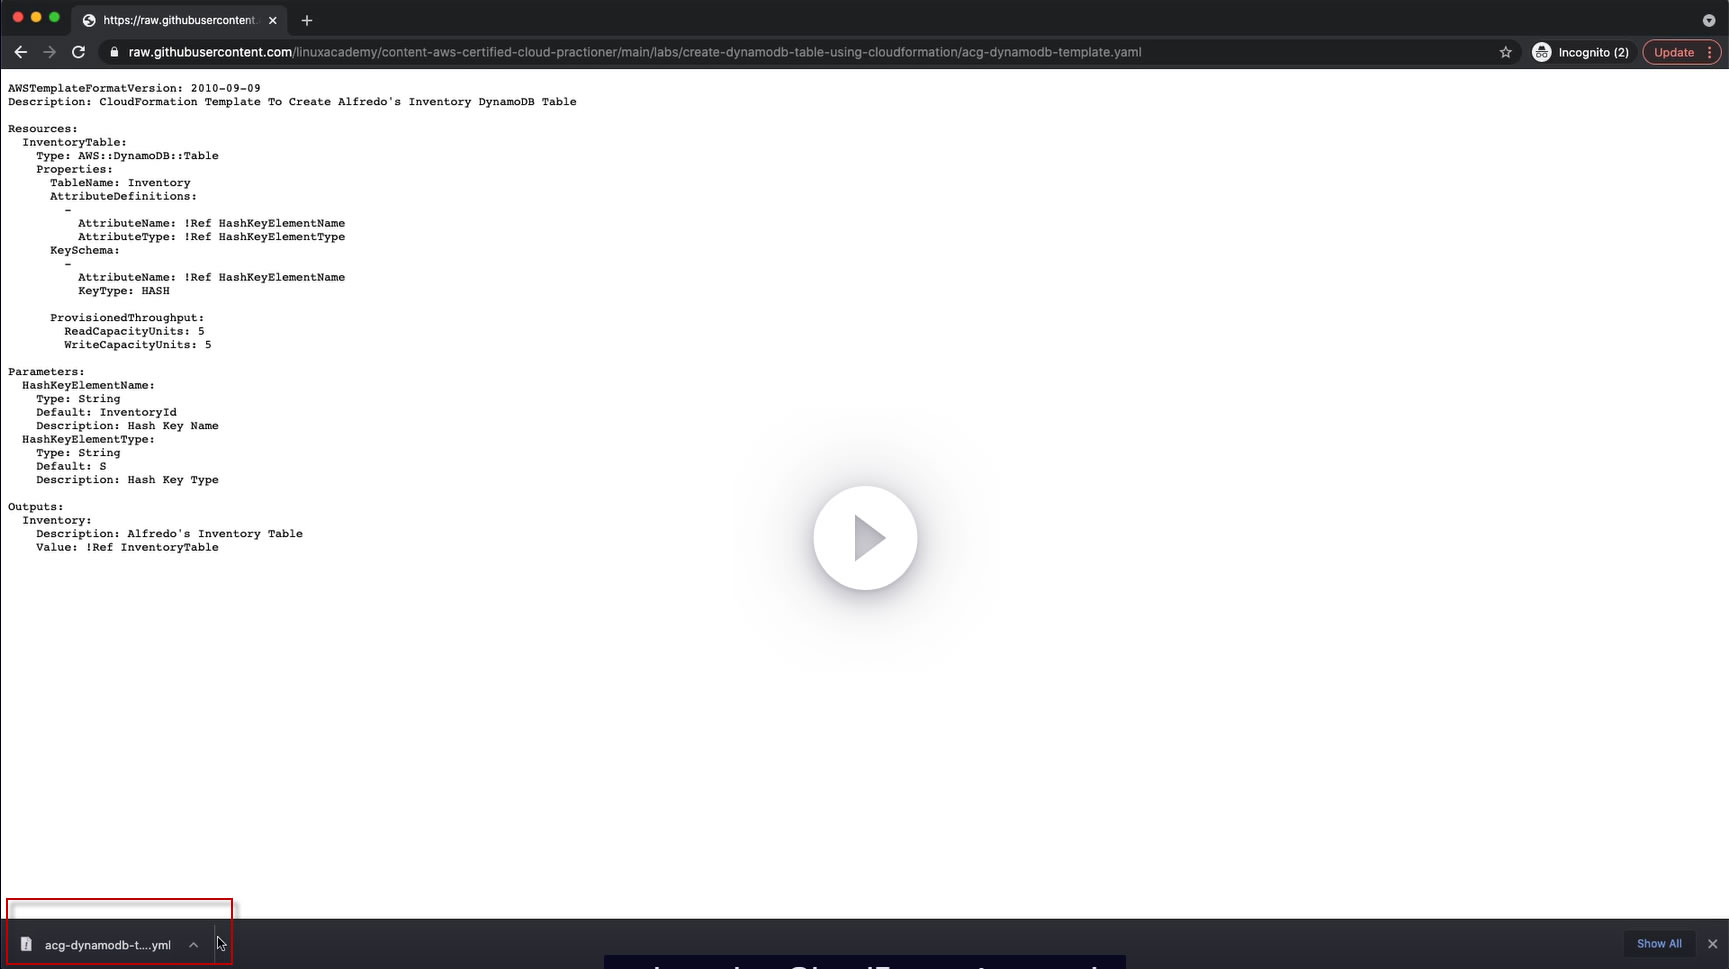 https://raw.githubusercontent.
raw.githubusercontent.com/linuxacademy/content-aws-certified-cloud-practioner/main/labs/create-dynamodb-table-using-cloudformation/acg-dynamodb-template.yaml
Incognito (2)
Update
AWSTemplateFormatVersion: 2010-09-09
Description: CloudFormation Template To Create Alfredo's Inventory DynamoDB Table
Resources:
InventoryTable:
Type: AWS::DynamoDB::Table
Properties:
TableName: Inventory
AttributeDefinitions:
-
AttributeName: !Ref HashKeyElementName
AttributeType: !Ref HashKeyElementType
KeySchema:
-
AttributeName: !Ref HashKeyElementName
KeyType: HASH
ProvisionedThroughput:
ReadCapacityUnits: 5
WriteCapacityUnits: 5
Parameters:
HashKeyElementName:
Type: String
Default: InventoryId
Description: Hash Key Name
HashKeyElementType:
Type: String
Default: S
Description: Hash Key Type
Outputs:
Inventory:
Description: Alfredo's Inventory Table
Value: !Ref InventoryTable
acg-dynamodb-t....yml
Show All